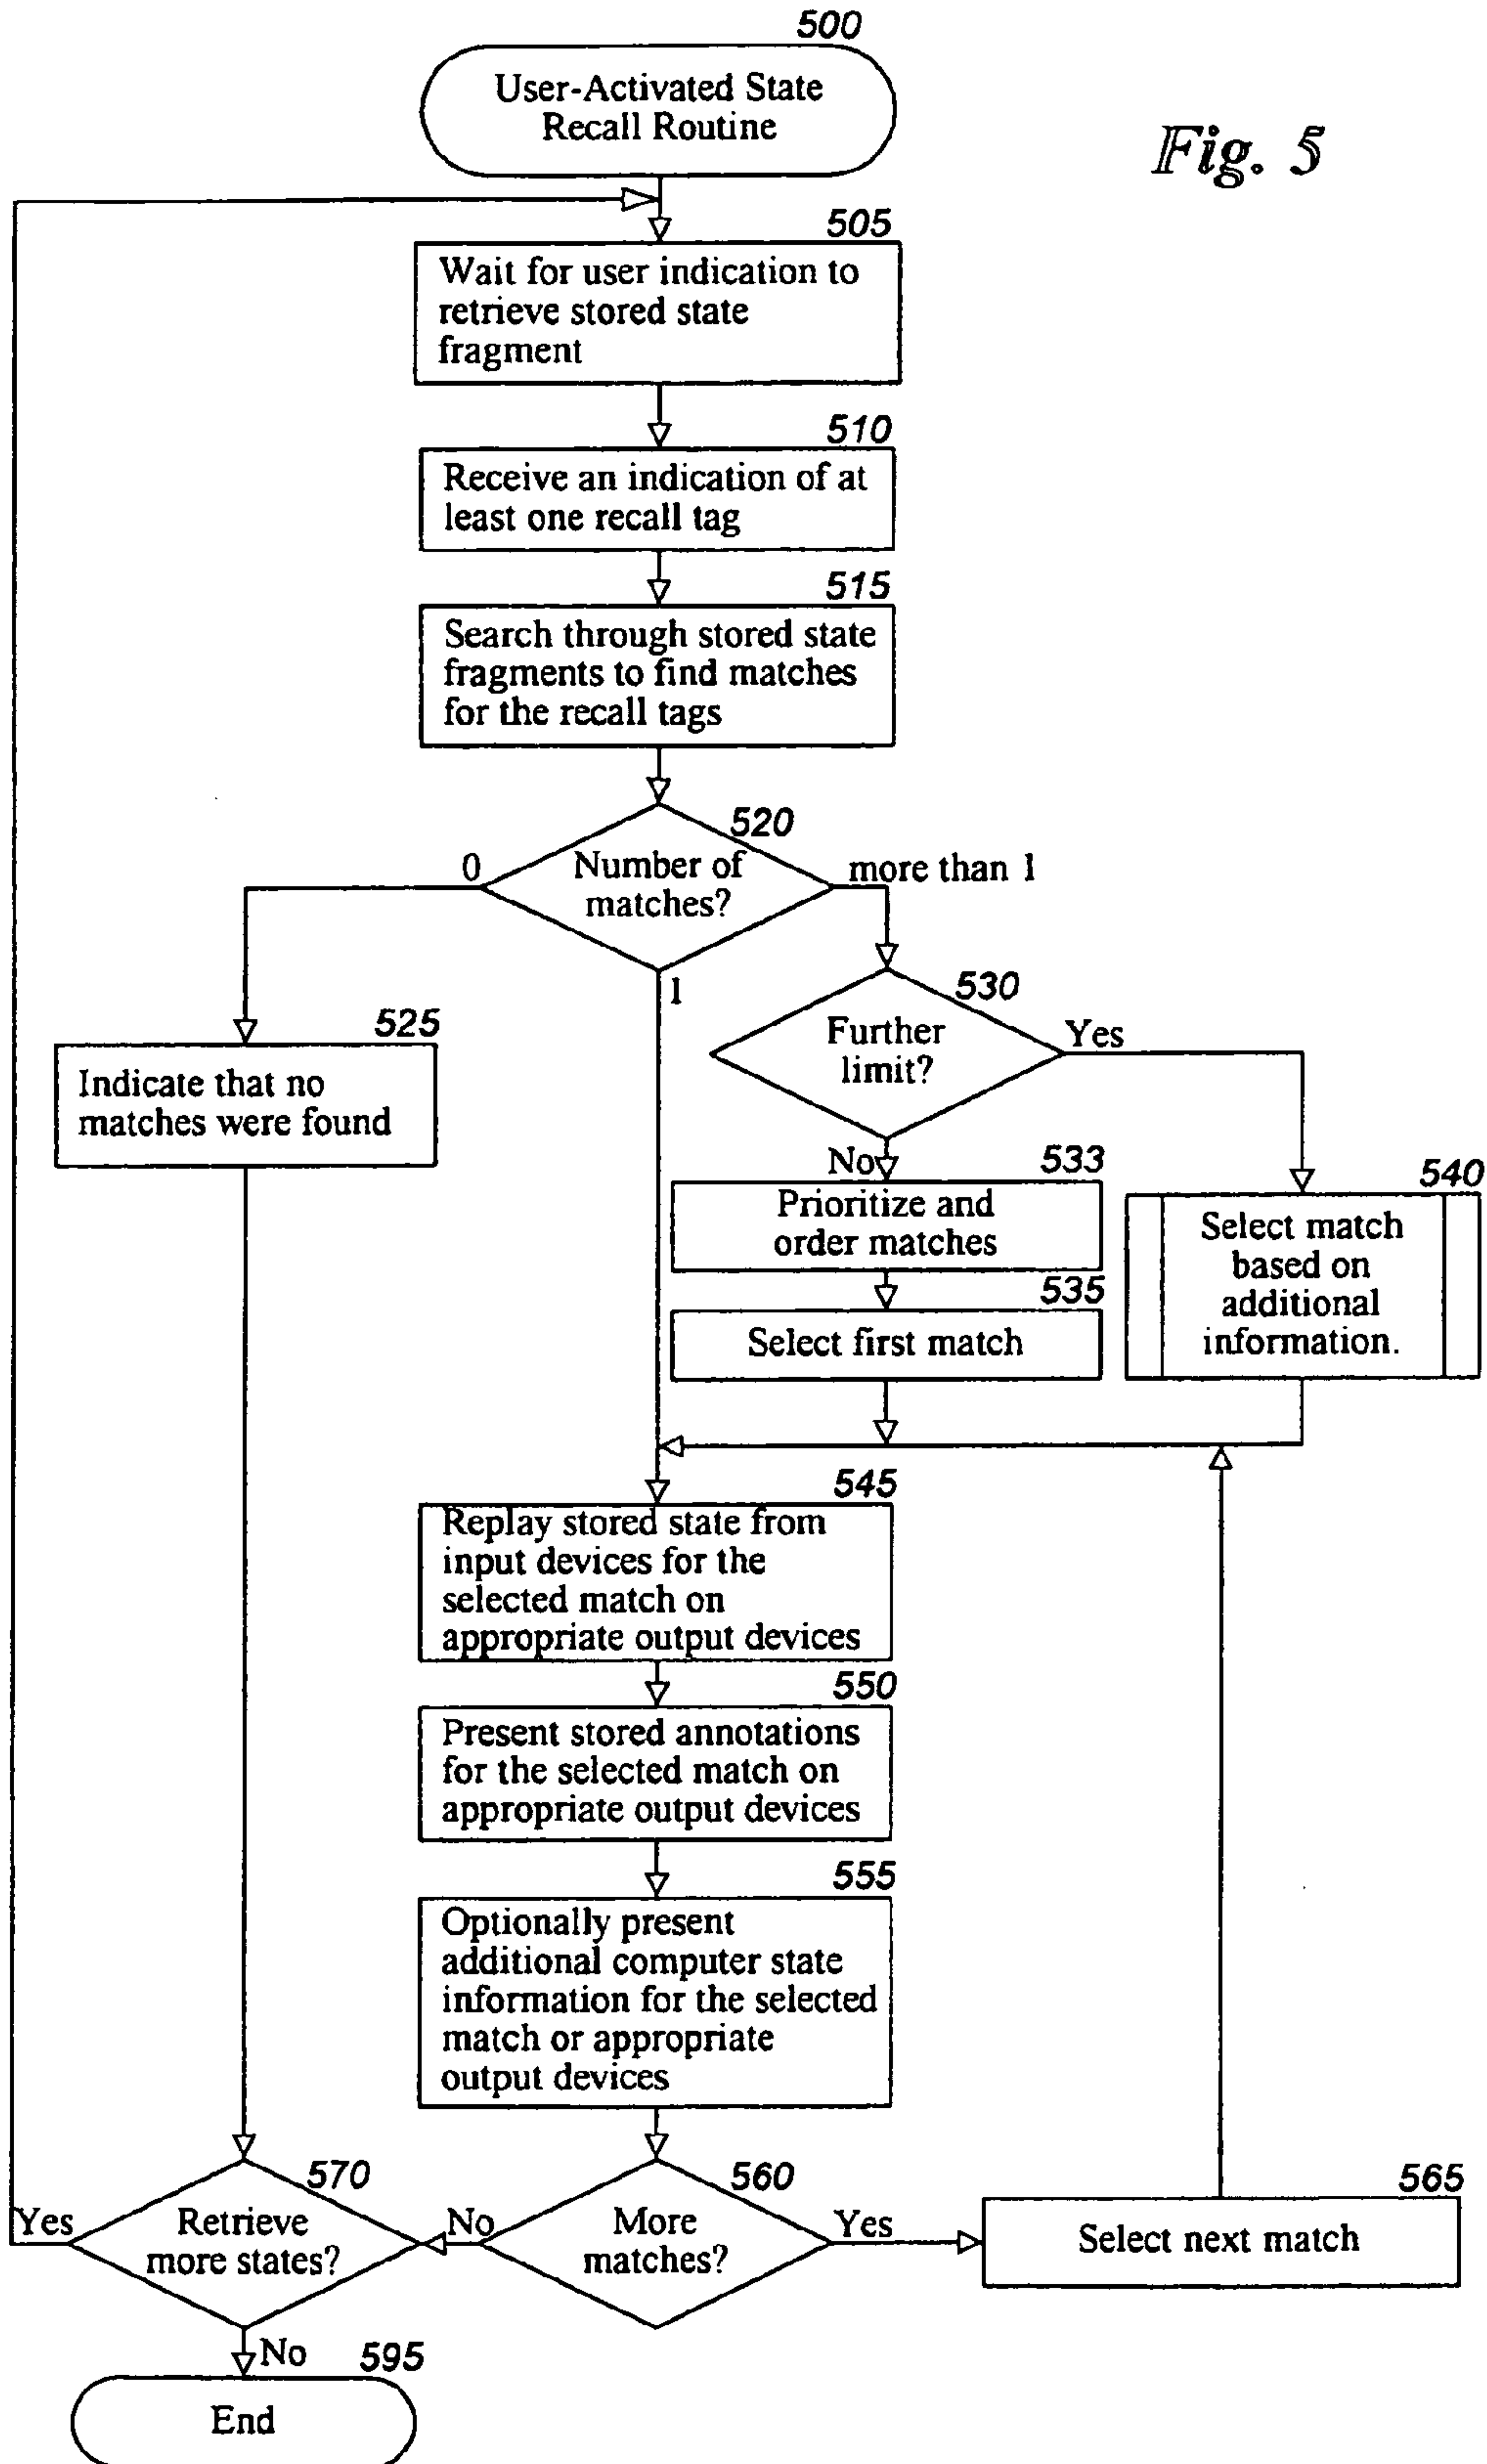 500
User-Activated State
Recall Routine
Fig. 5
505
Wait for user indication to
retrieve stored state
fragment
510
Receive an indication of at
least one recall tag
515
Search through stored state
fragments to find matches
for the recall tags
520
Number of
matches?
0
more than 1
1
530
Further
limit?
Yes
No
525
Indicate that no
matches were found
533
Prioritize and
order matches
540
Select match
based on
additional
information.
535
Select first match
545
Replay stored state from
input devices for the
selected match on
appropriate output devices
550
Present stored annotations
for the selected match on
appropriate output devices
555
Optionally present
additional computer state
information for the selected
match or appropriate
output devices
570
Retrieve
more states?
Yes
No
560
More
matches?
No
Yes
565
Select next match
595
End